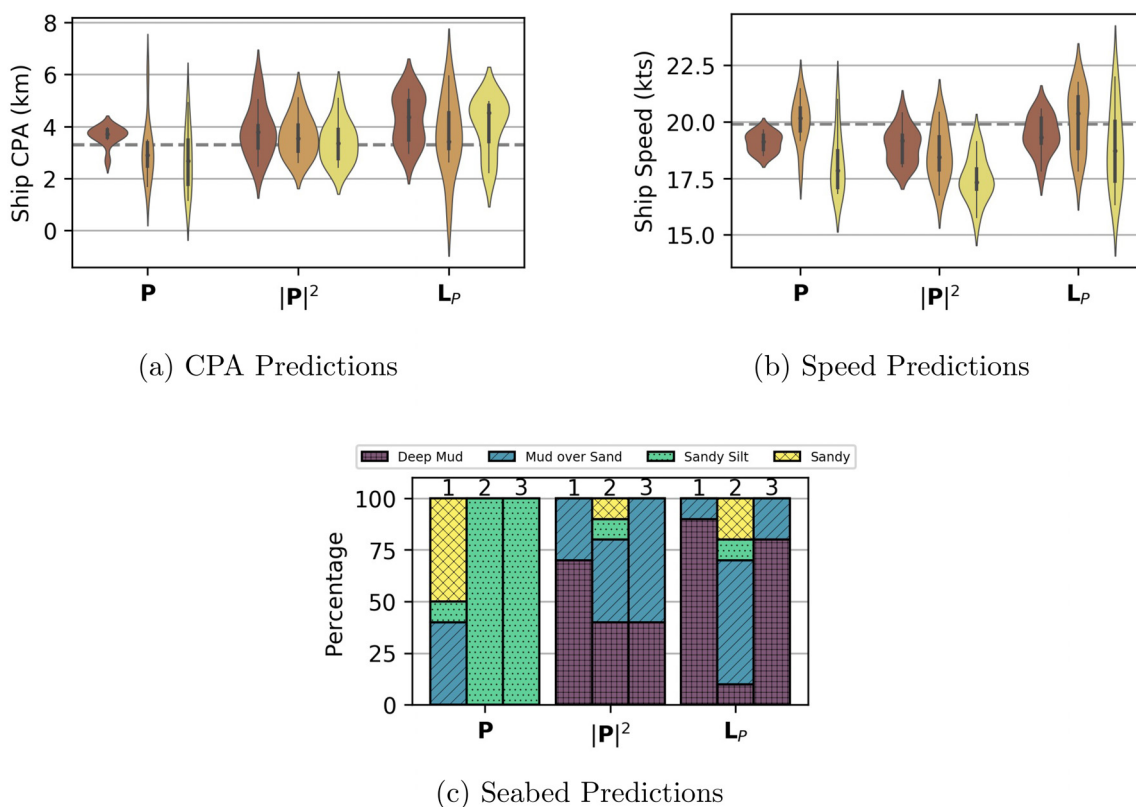 8
6
4
2
0
Ship CPA (km)
P
|P|²
L_P
(a) CPA Predictions
22.5
20.0
17.5
15.0
Ship Speed (kts)
P
|P|²
L_P
(b) Speed Predictions
Deep Mud Mud over Sand Sandy Silt Sandy
1 2 3 1 2 3 1 2 3
100
75
50
25
0
Percentage
P
|P|²
L_P
(c) Seabed Predictions